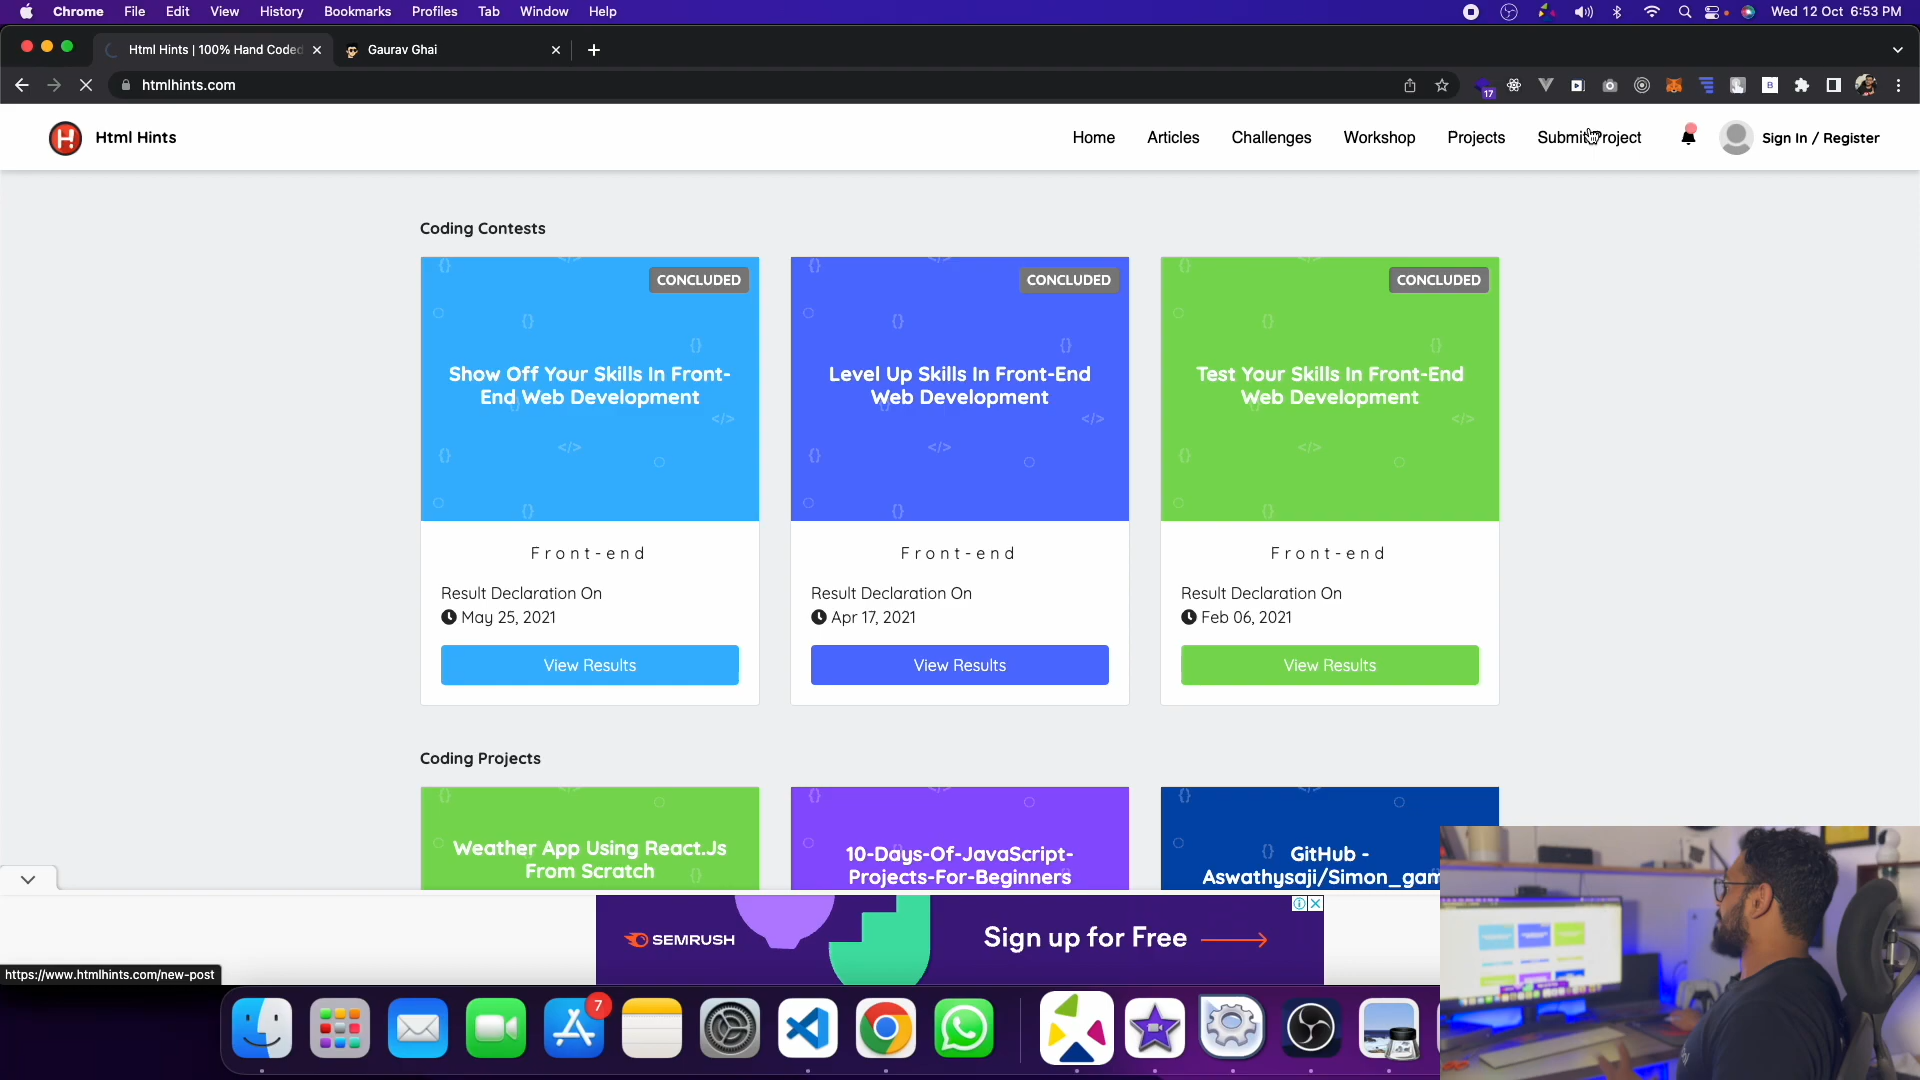 Chrome File Edit View History Bookmarks Profiles Tab Window Help Wed 12 Oct 6:53 PM
Html Hints | 100% Hand Coded Gaurav Ghai
htmlhints.com 17 B
H. Html Hints Home Articles Challenges Workshop Projects Submit Project Sign In / Register
Coding Contests
CONCLUDED CONCLUDED CONCLUDED
Show Off Your Skills In Front- Level Up Skills In Front-End Test Your Skills In Front-End
End Web Development Web Development Web Development
Front-end Front-end Front-end
Result Declaration On Result Declaration On Result Declaration On
May 25, 2021 Apr 17, 2021 Feb 06, 2021
View Results View Results View Results
Coding Projects
Weather App Using React.Js 10-Days-Of-JavaScript- GitHub -
From Scratch Projects-For-Beginners Aswathysaji/Simon_gam
SEMRUSH Sign up for Free
https://www.htmlhints.com/new-post
7